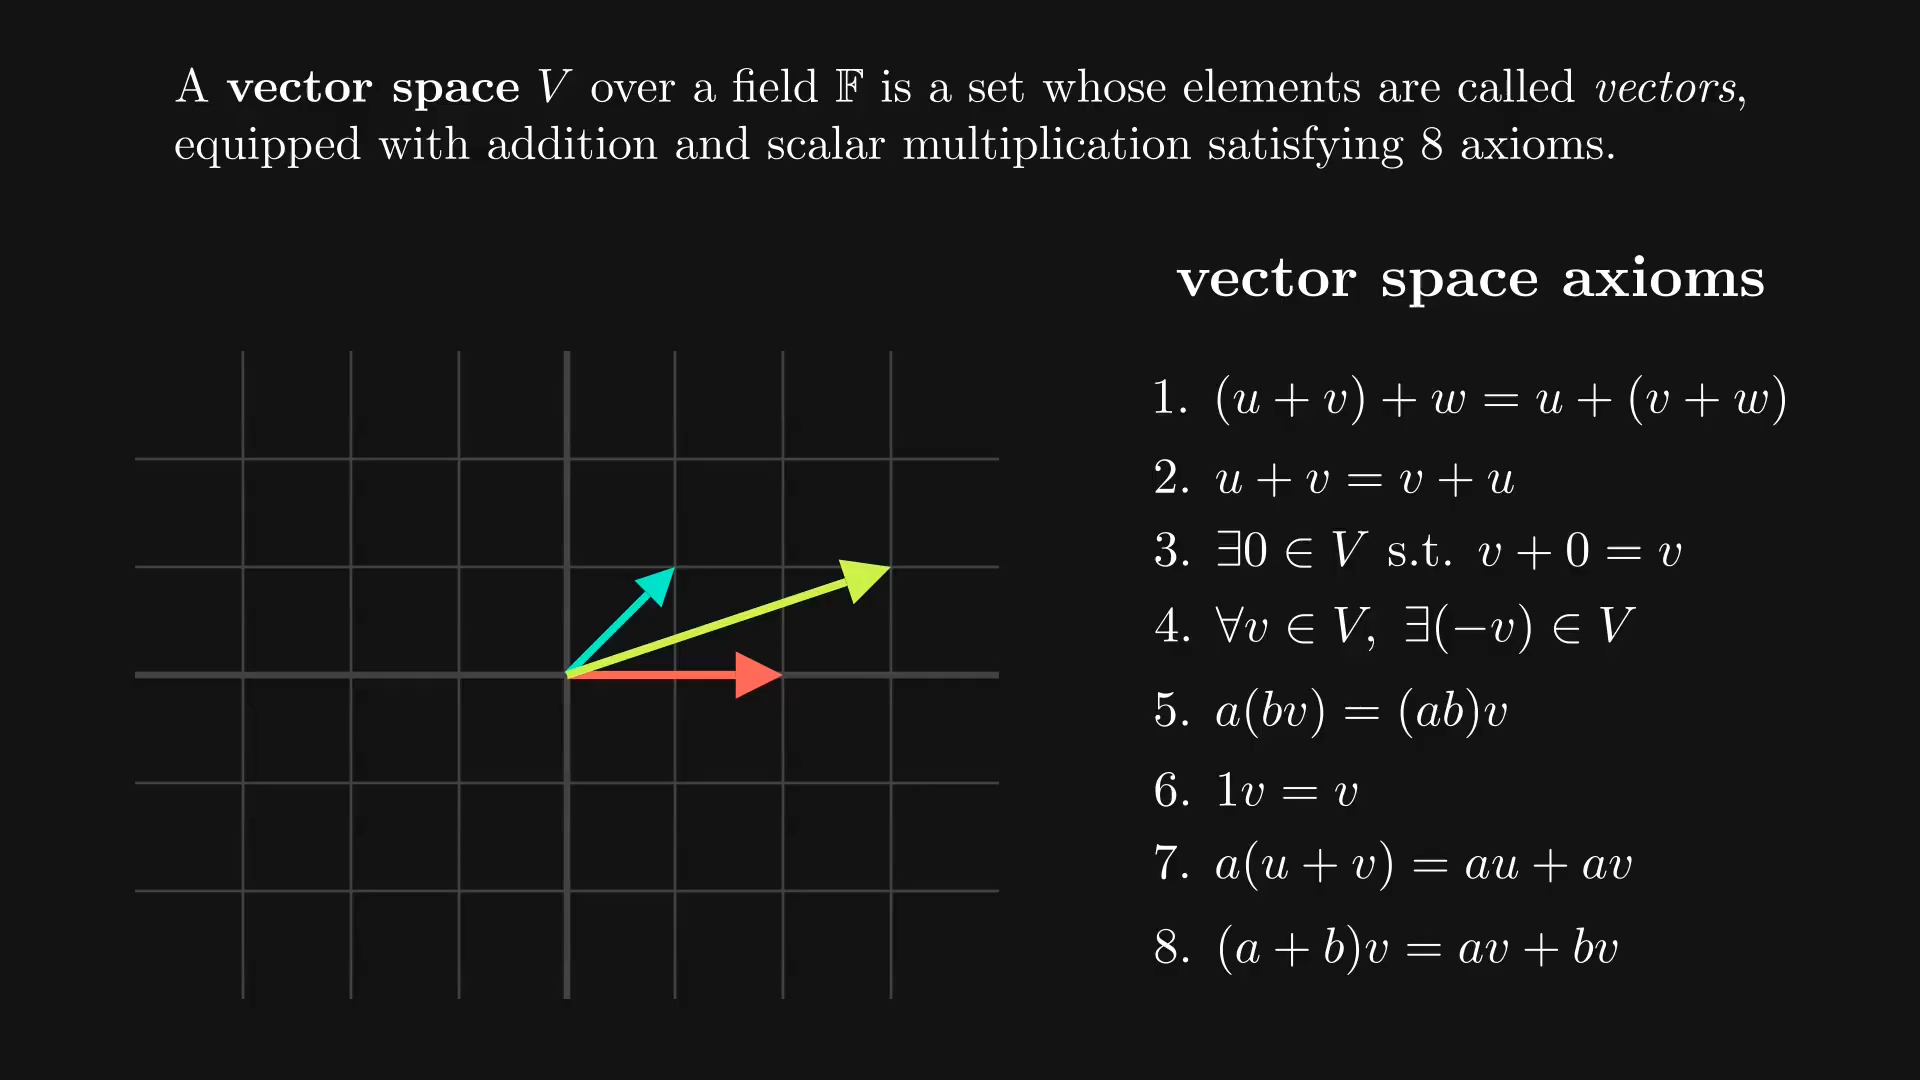 A vector space V over a field 𝔽 is a set whose elements are called vectors,
equipped with addition and scalar multiplication satisfying 8 axioms.
vector space axioms
1. (u + v) + w = u + (v + w)
2. u + v = v + u
3. ∃0 ∈ V s.t. v + 0 = v
4. ∀v ∈ V, ∃(−v) ∈ V
5. a(bv) = (ab)v
6. 1v = v
7. a(u + v) = au + av
8. (a + b)v = av + bv